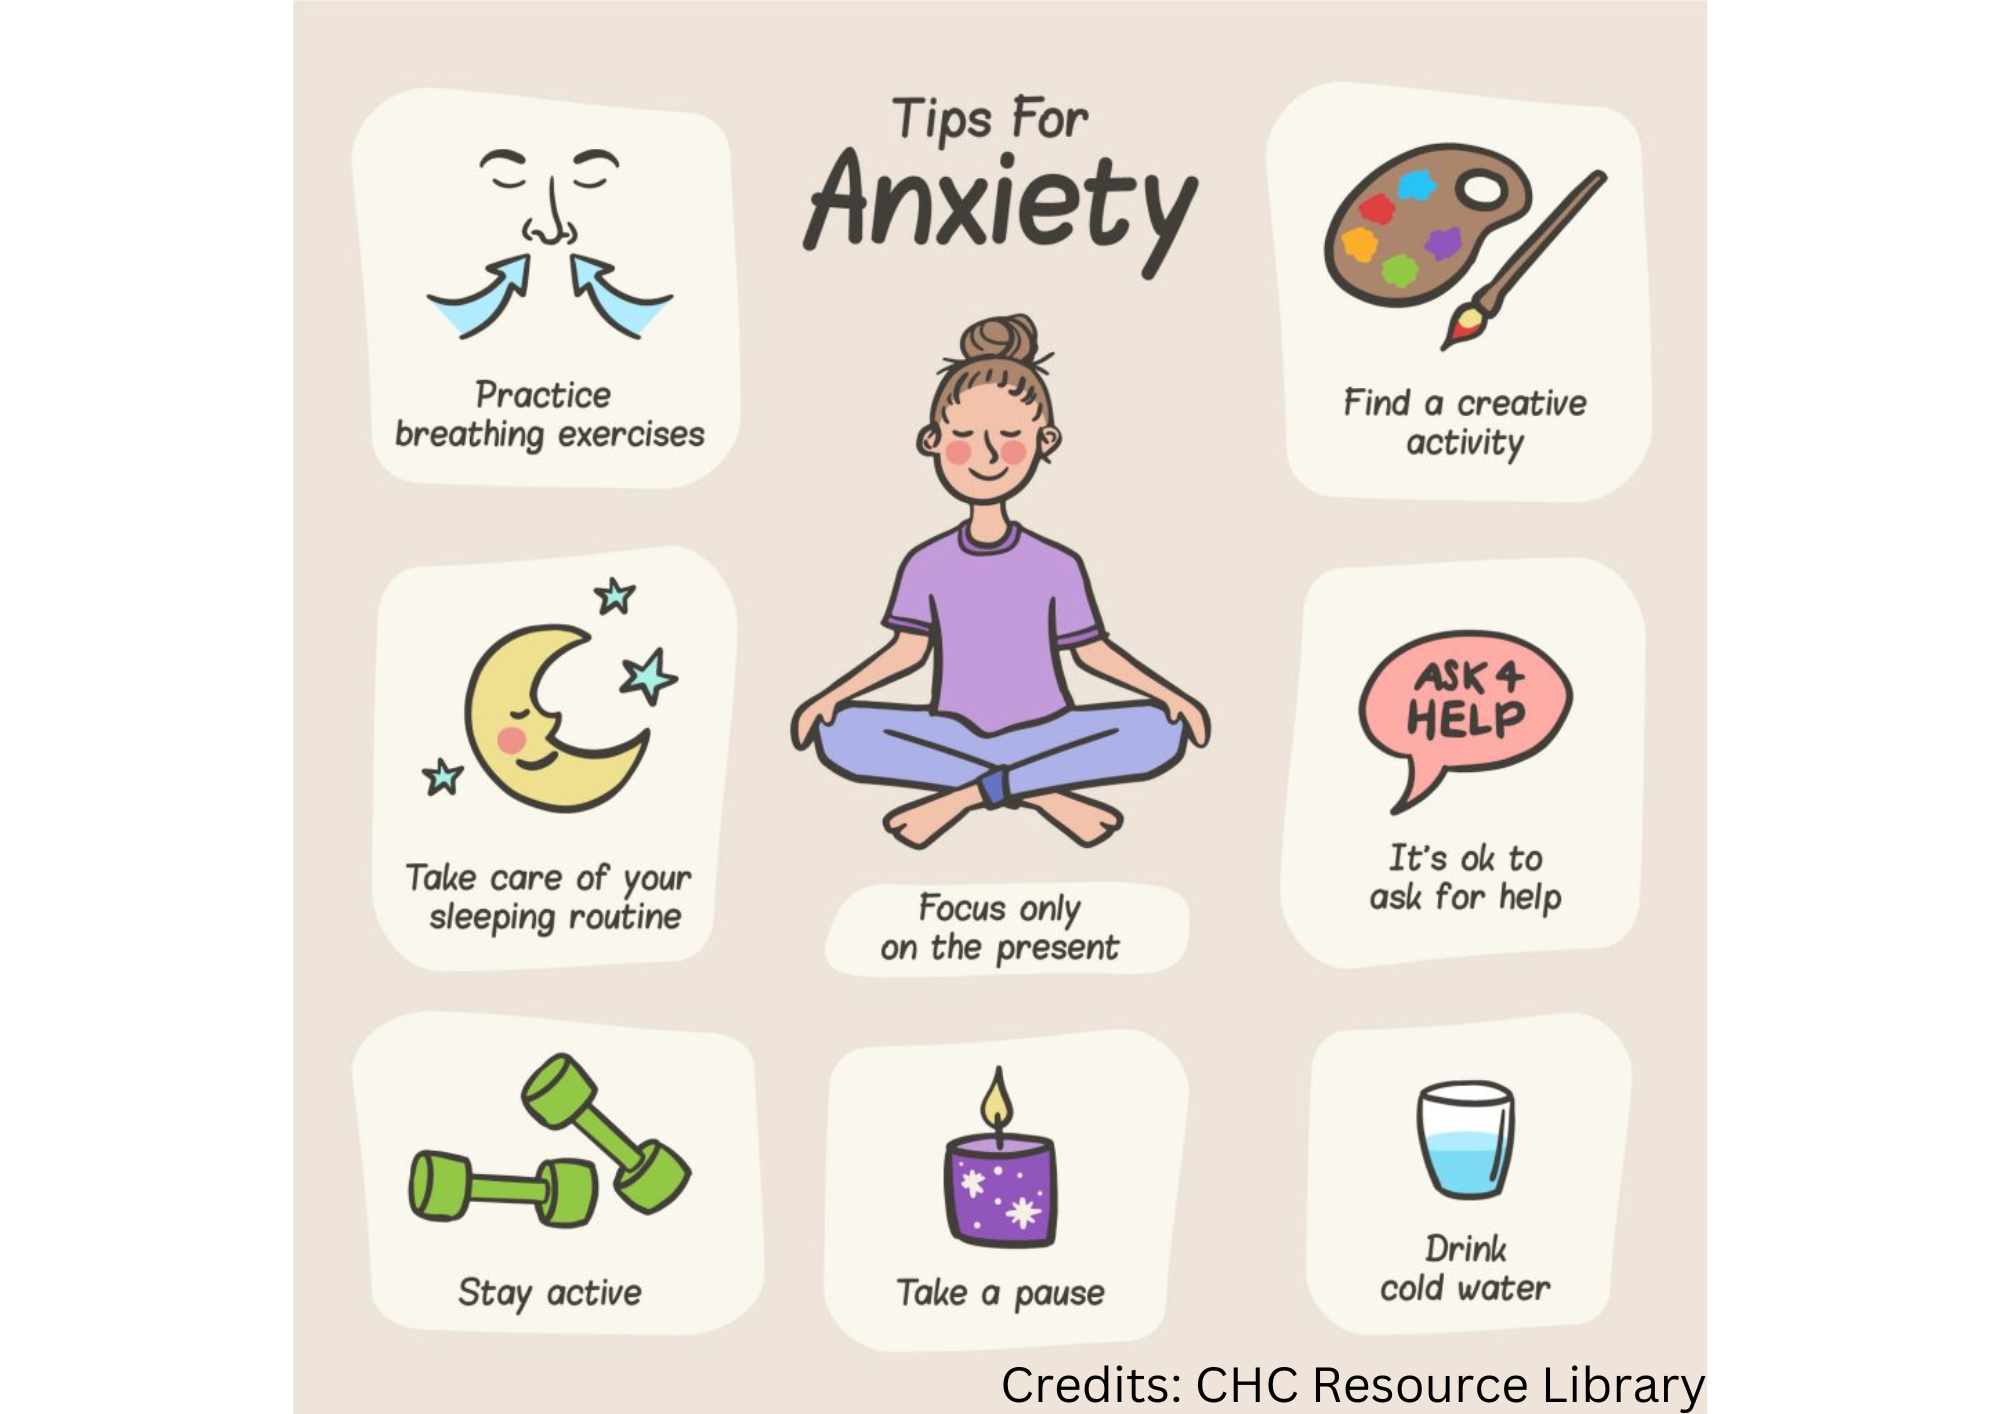 Tips For
Anxiety
Practice
breathing exercises
Find a creative
activity
Take care of your
sleeping routine
Focus only
on the present
ASK 4
HELP
It's ok to
ask for help
Stay active
Take a pause
Drink
cold water
Credits: CHC Resource Library